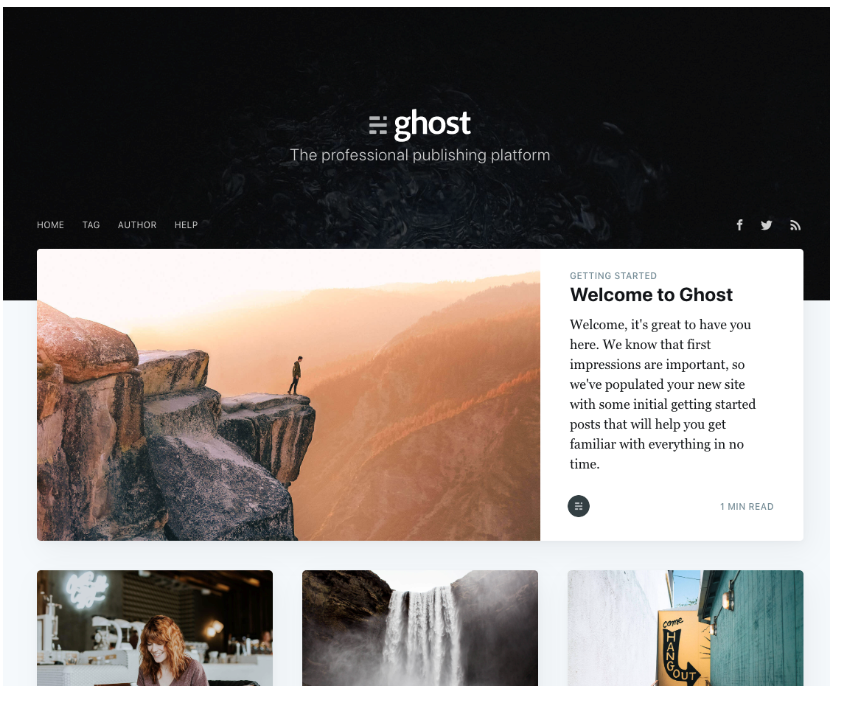 ghost
The professional publishing platform
HOME TAG AUTHOR HELP
GETTING STARTED
Welcome to Ghost
Welcome, it's great to have you
here. We know that first
impressions are important, so
we've populated your new site
with some initial getting started
posts that will help you get
familiar with everything in no
time.
1 MIN READ
come
HANGOUT